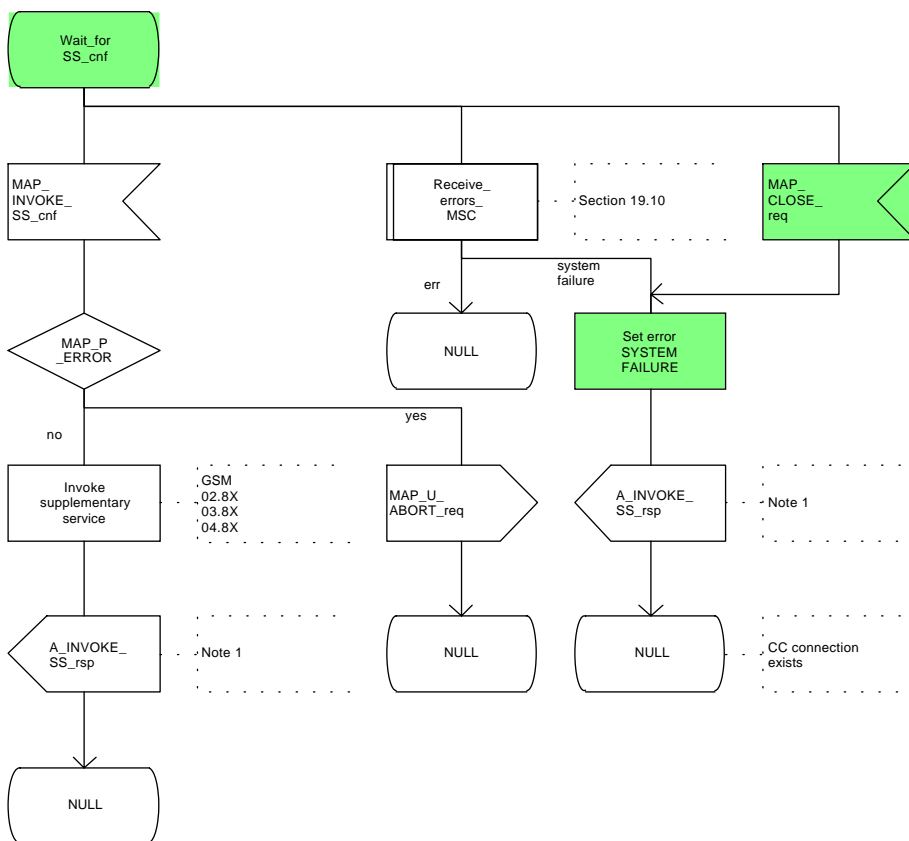 Wait_for
SS_cnf
MAP_
INVOKE_
SS_cnf
Receive_
errors_
MSC
Section 19.10
MAP_
CLOSE_
req
err
system
failure
MAP_P
_ERROR
NULL
Set error
SYSTEM
FAILURE
no
yes
Invoke
supplementary
service
GSM
02.8X
03.8X
04.8X
MAP_U_
ABORT_req
A_INVOKE_
SS_rsp
Note 1
A_INVOKE_
SS_rsp
Note 1
NULL
NULL
CC connection
exists
NULL